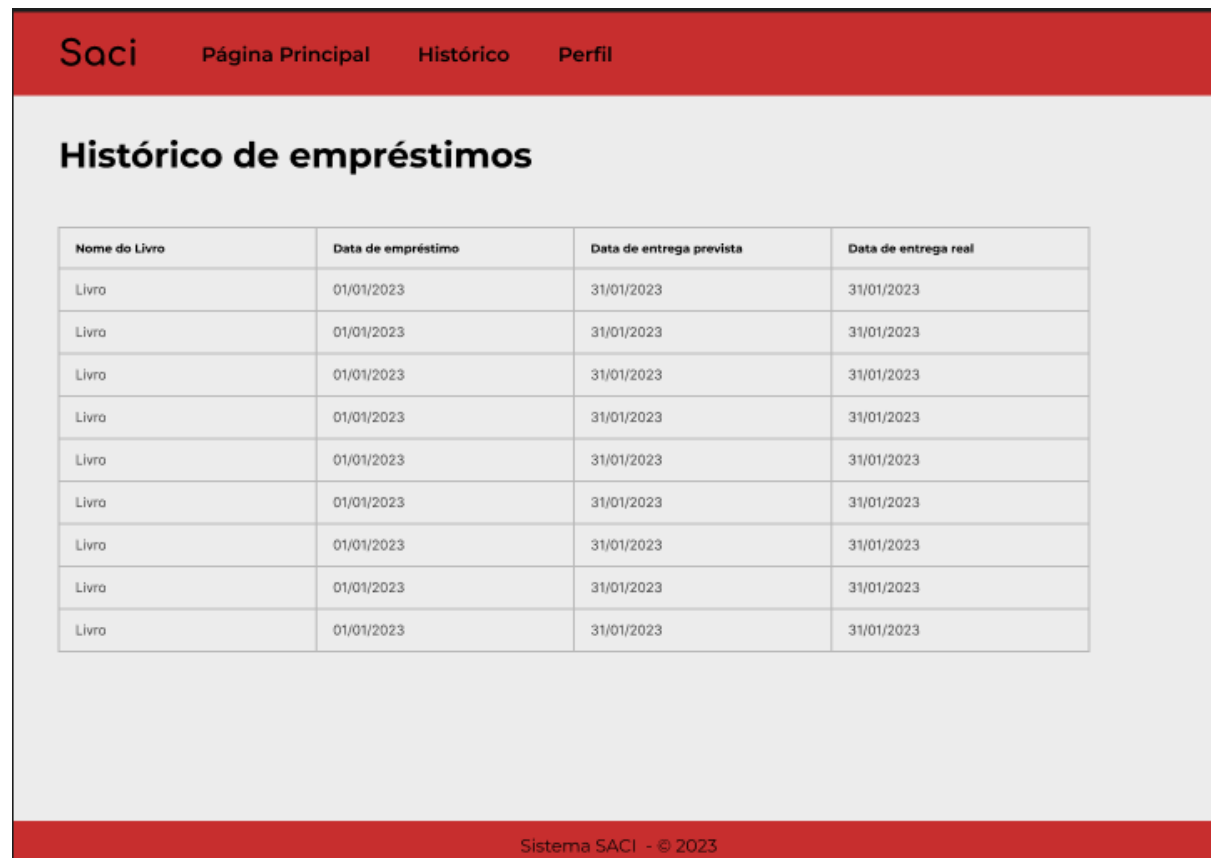 Saci Página Principal Histórico Perfil
Histórico de empréstimos
Nome do Livro Data de empréstimo Data de entrega prevista Data de entrega real
Livro 01/01/2023 31/01/2023 31/01/2023
Livro 01/01/2023 31/01/2023 31/01/2023
Livro 01/01/2023 31/01/2023 31/01/2023
Livro 01/01/2023 31/01/2023 31/01/2023
Livro 01/01/2023 31/01/2023 31/01/2023
Livro 01/01/2023 31/01/2023 31/01/2023
Livro 01/01/2023 31/01/2023 31/01/2023
Livro 01/01/2023 31/01/2023 31/01/2023
Livro 01/01/2023 31/01/2023 31/01/2023
Sistema SACI - © 2023